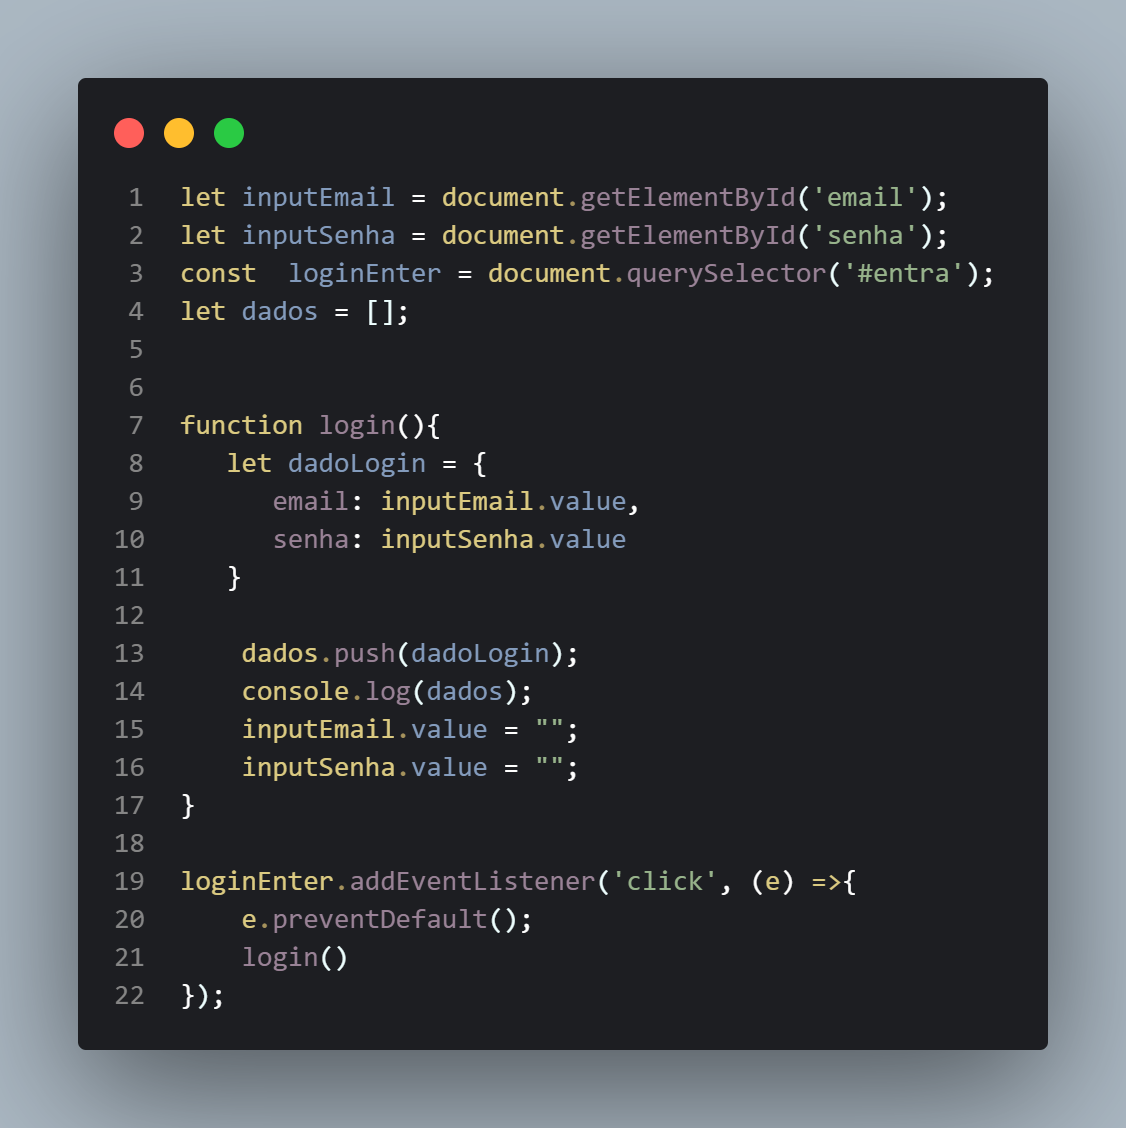 1 let inputEmail = document.getElementById('email');
2 let inputSenha = document.getElementById('senha');
3 const  loginEnter = document.querySelector('#entra');
4 let dados = [];
5
6
7 function login(){
8    let dadoLogin = {
9       email: inputEmail.value,
10       senha: inputSenha.value
11    }
12
13     dados.push(dadoLogin);
14     console.log(dados);
15     inputEmail.value = "";
16     inputSenha.value = "";
17 }
18
19 loginEnter.addEventListener('click', (e) =>{
20     e.preventDefault();
21     login()
22 });